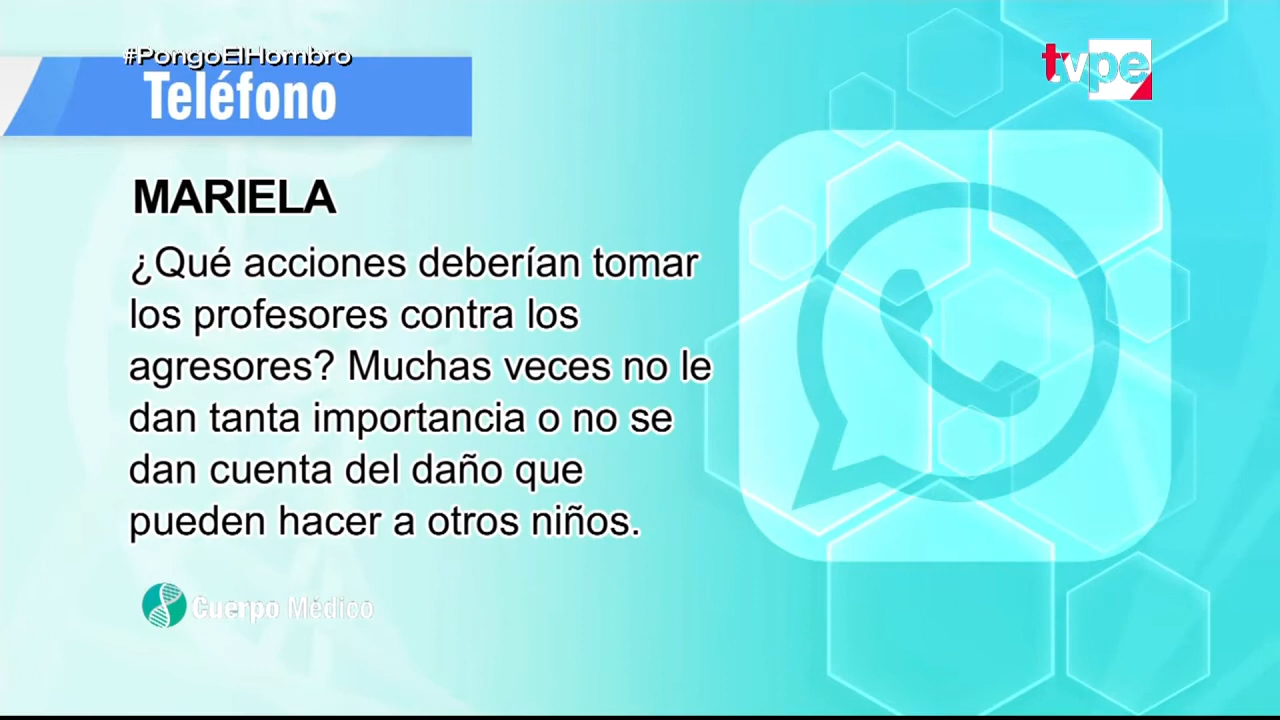 #PongoElHombro
Teléfono
tvpe
MARIELA
¿Qué acciones deberían tomar
los profesores contra los
agresores? Muchas veces no le
dan tanta importancia o no se
dan cuenta del daño que
pueden hacer a otros niños.
Cuerpo Médico